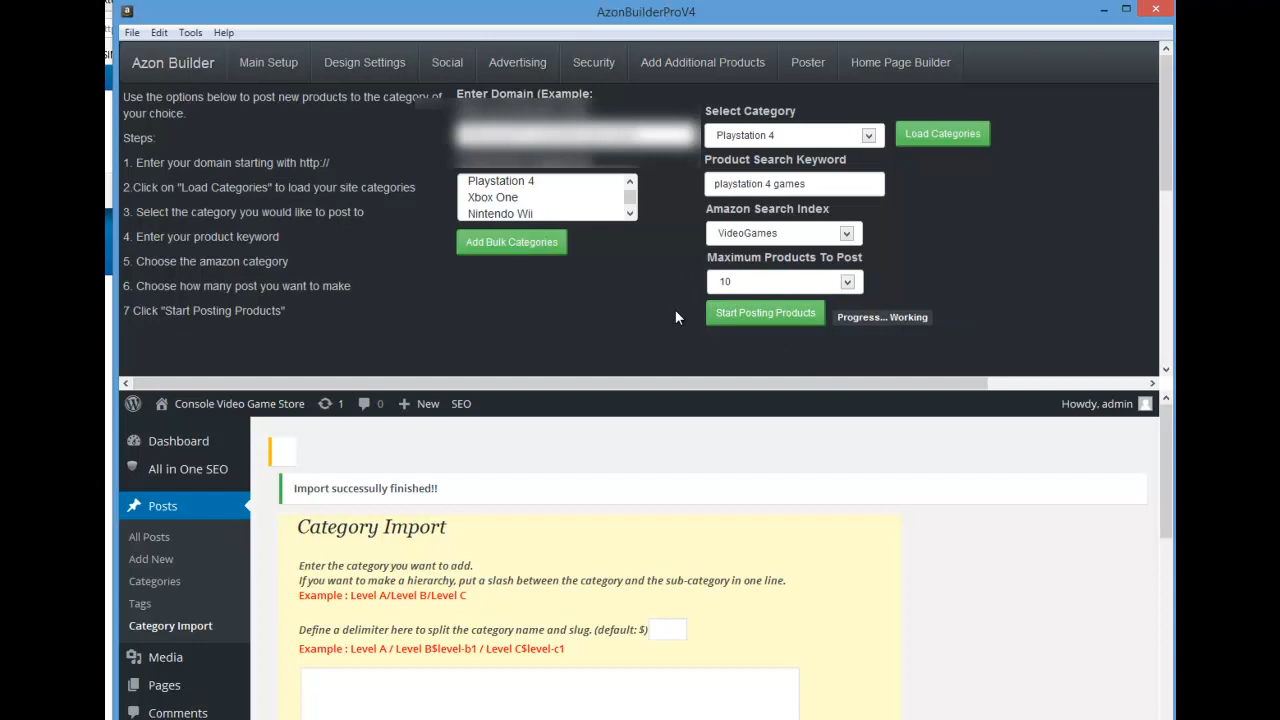 AzonBuilderProV4
File Edit Tools Help
Azon Builder Main Setup Design Settings Social Advertising Security Add Additional Products Poster Home Page Builder
Use the options below to post new products to the category of
your choice.
Steps:
1. Enter your domain starting with http://
2.Click on "Load Categories" to load your site categories
3. Select the category you would like to post to
4. Enter your product keyword
5. Choose the amazon category
6. Choose how many post you want to make
7 Click "Start Posting Products"
Enter Domain (Example:
Playstation 4
Xbox One
Nintendo Wii
Add Bulk Categories
Select Category
Playstation 4
Load Categories
Product Search Keyword
playstation 4 games
Amazon Search Index
VideoGames
Maximum Products To Post
10
Start Posting Products
Progress... Working
Console Video Game Store 1 0 New SEO Howdy, admin
Dashboard
All in One SEO
Posts
All Posts
Add New
Categories
Tags
Category Import
Media
Pages
Comments
Import successully finished!!
Category Import
Enter the category you want to add.
If you want to make a hierarchy, put a slash between the category and the sub-category in one line.
Example : Level A/Level B/Level C
Define a delimiter here to split the category name and slug. (default: $)
Example : Level A / Level B$level-b1 / Level C$level-c1